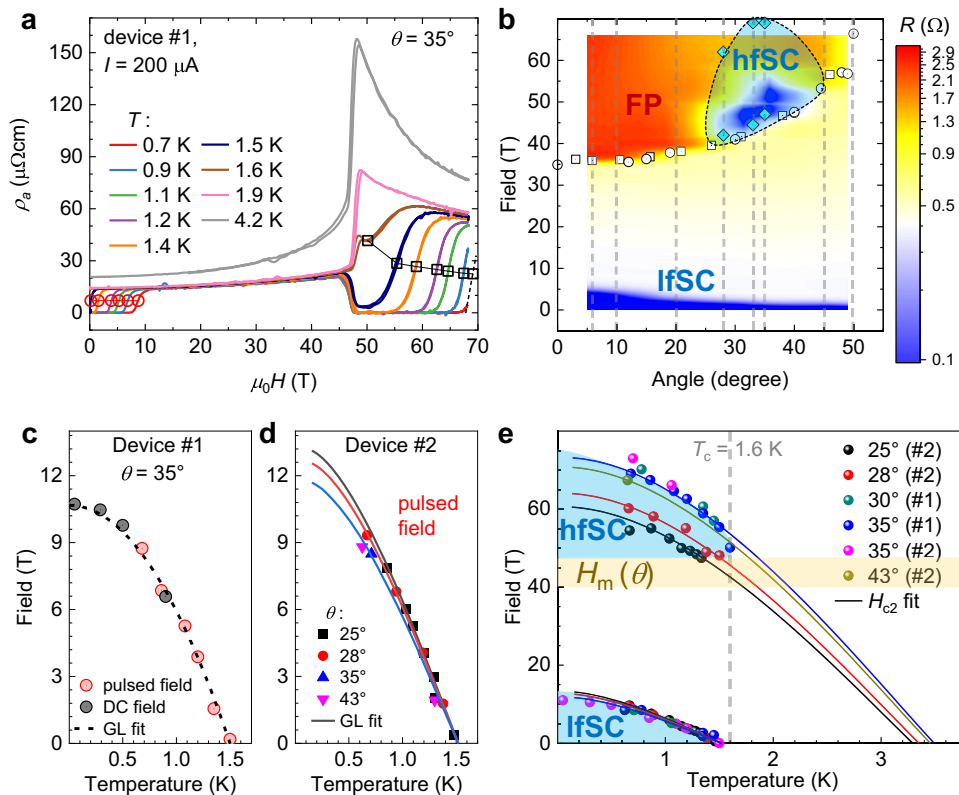 a
device #1,
I = 200 μA
θ = 35°
T :
0.7 K
0.9 K
1.1 K
1.2 K
1.4 K
1.5 K
1.6 K
1.9 K
4.2 K
ρa (μΩcm)
150
120
90
60
30
0
0 10 20 30 40 50 60 70
μ0H (T)
b
FP
hfSC
lfSC
Field (T)
70
60
50
40
30
20
10
0
0 10 20 30 40 50
Angle (degree)
R (Ω)
2.9
2.1
1.7
1.3
0.9
0.5
0.1
c
Device #1
θ = 35°
Field (T)
12
9
6
3
0
pulsed field
DC field
GL fit
0.5 1.0 1.5
Temperature (K)
d
Device #2
pulsed
field
12
9
6
3
0
θ :
25°
28°
35°
43°
GL fit
0.0 0.5 1.0 1.5
Temperature (K)
e
Tc = 1.6 K
25° (#2)
28° (#2)
30° (#1)
35° (#1)
35° (#2)
43° (#2)
Hc2 fit
hfSC
Hm (θ)
lfSC
Field (T)
80
60
40
20
0
1 2 3
Temperature (K)